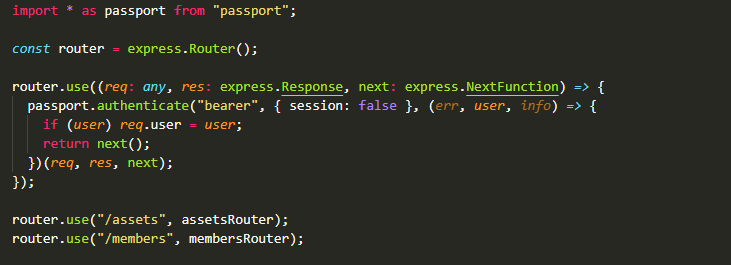 import * as passport from "passport";
const router = express.Router();
router.use((req: any, res: express.Response, next: express.NextFunction) => {
passport.authenticate("bearer", { session: false }, (err, user, info) => {
if (user) req.user = user;
return next();
})(req, res, next);
});
router.use("/assets", assetsRouter);
router.use("/members", membersRouter);